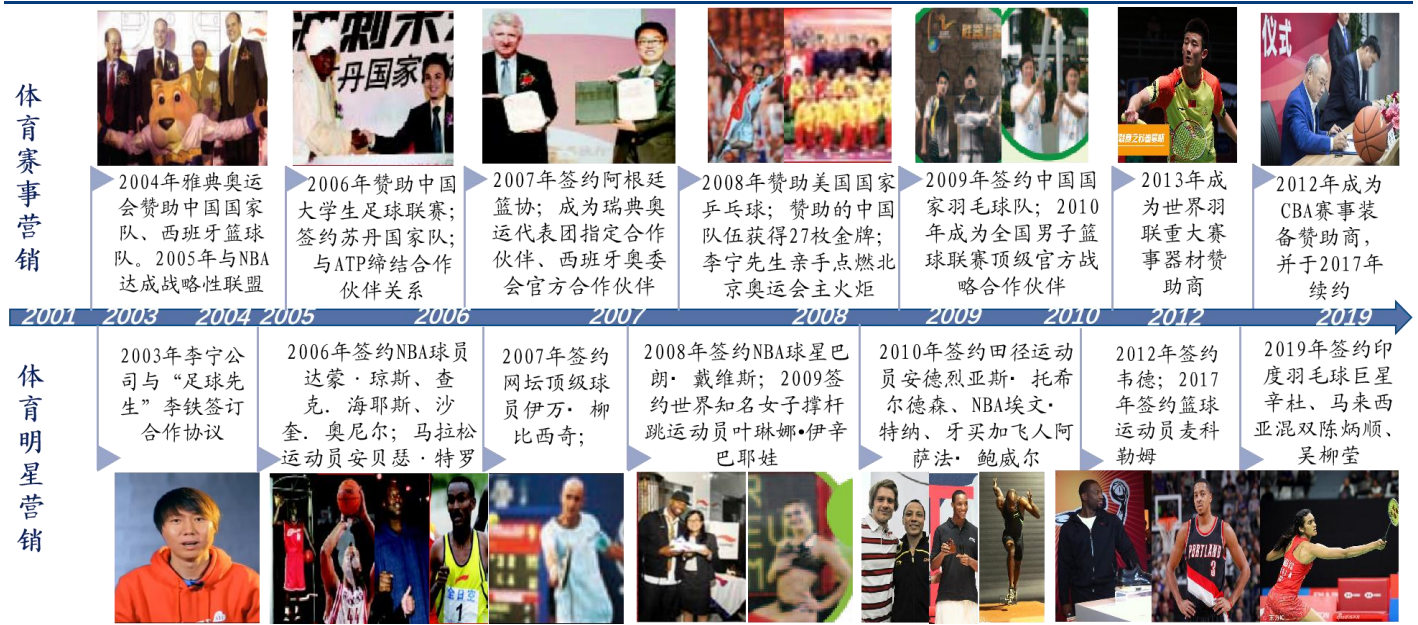 体育赛事营销
2004年雅典奥运
会赞助中国国家
队、西班牙篮球
队。2005年与NBA
达成战略性联盟
2006年赞助中国
大学生足球联赛；
签约苏丹国家队；
与ATP缔结合作
伙伴关系
2007年签约阿根廷
篮协；成为瑞典奥
运代表团指定合作
伙伴、西班牙奥委
会官方合作伙伴
2008年赞助美国国家
乒乓球；赞助的中国
队伍获得27枚金牌；
李宁先生亲手点燃北
京奥运会主火炬
2009年签约中国国
家羽毛球队；2010
年成为全国男子篮
球联赛顶级官方战
略合作伙伴
2013年成
为世界羽
联重大赛
事器材赞
助商
仪式
2012年成为
CBA赛事装
备赞助商，
并于2017年
续约
丹国家
2001 2003 2004 2005 2006 2007 2008 2009 2010 2012 2019
体育明星营销
2003年李宁公
司与“足球先
生”李铁签订
合作协议
2006年签约NBA球员
达蒙·琼斯、查
克．海耶斯、沙
奎．奥尼尔；马拉松
运动员安贝瑟·特罗
2007年签约
网坛顶级球
员伊万·柳
比西奇；
2008年签约NBA球星巴
朗·戴维斯；2009签
约世界知名女子撑杆
跳运动员叶琳娜•伊辛
巴耶娃
2010年签约田径运动
员安德烈亚斯·托希
尔德森、NBA埃文·
特纳、牙买加飞人阿
萨法·鲍威尔
2012年签约
韦德；2017
年签约篮球
运动员麦科
勒姆
2019年签约印
度羽毛球巨星
辛杜、马来西
亚混双陈炳顺、
吴柳莹
1
PORTLAND
3